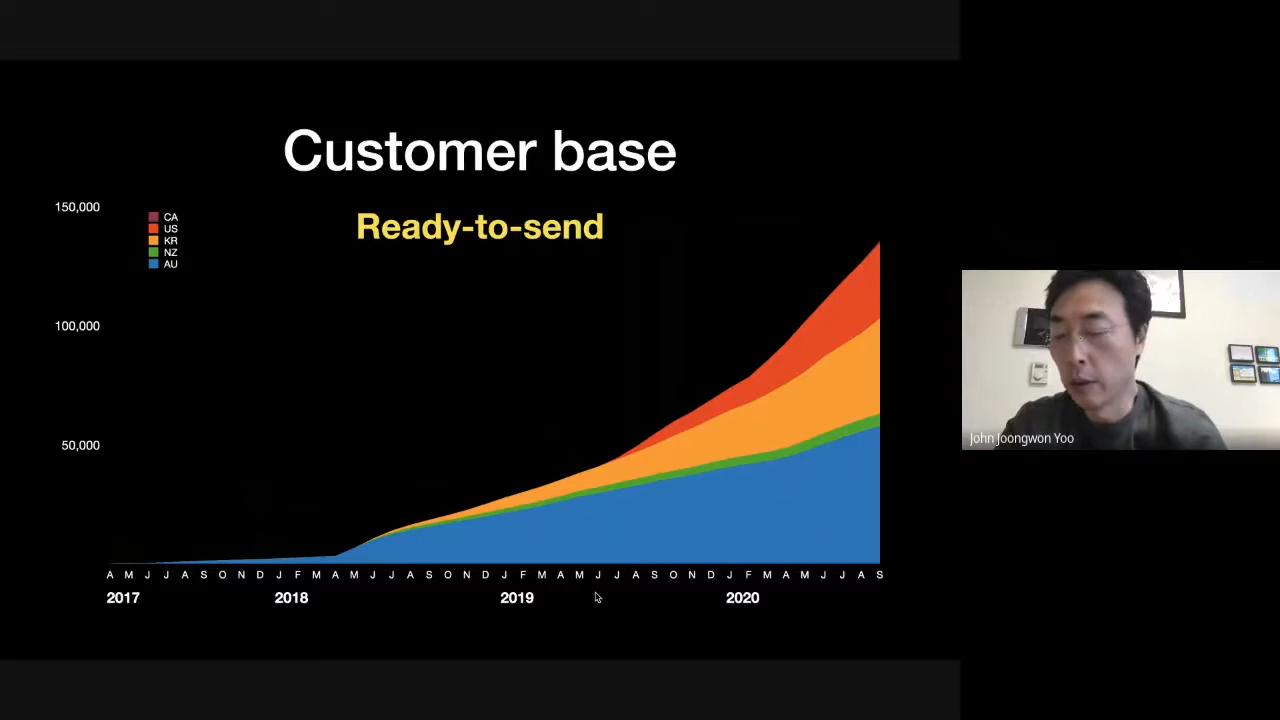 Customer base
Ready-to-send
150,000
100,000
50,000
CA
US
KR
NZ
AU
A M J J A S O N D J F M A M J J A S O N D J F M A M J J A S O N D J F M A M J J A S
2017 2018 2019 2020
John Joongwon Yoo